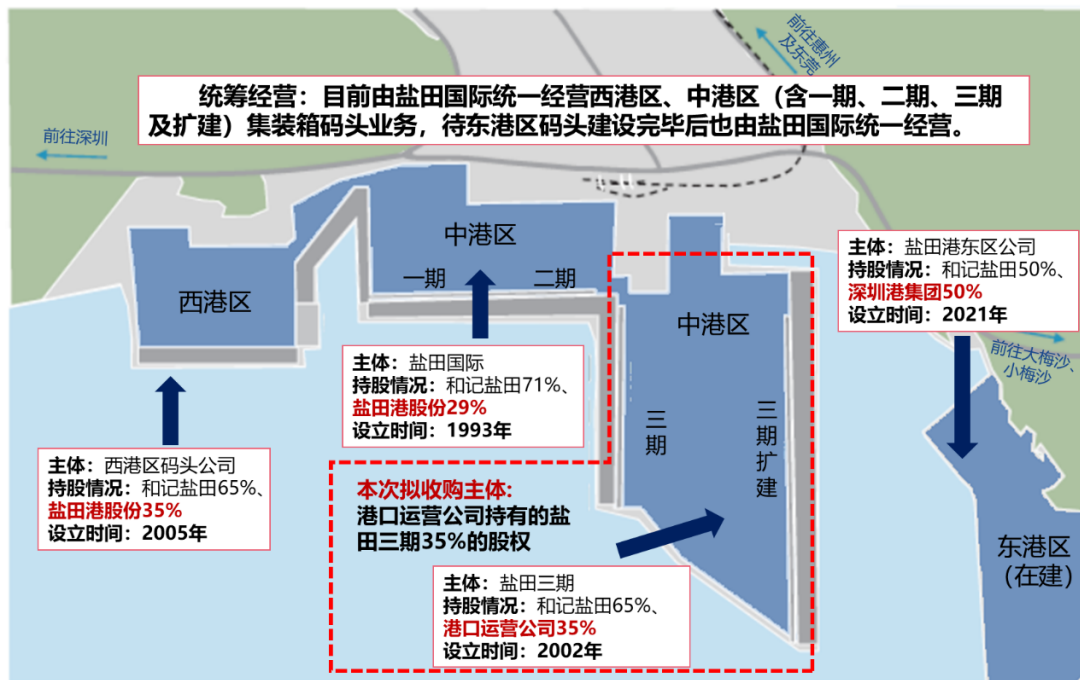 前往惠州
及东莞
统筹经营：目前由盐田国际统一经营西港区、中港区（含一期、二期、三期
及扩建）集装箱码头业务，待东港区码头建设完毕后也由盐田国际统一经营。
前往深圳
中港区
一期
二期
西港区
中港区
三期
三期扩建
主体：盐田港东区公司
持股情况：和记盐田50%、
深圳港集团50%
设立时间：2021年
前往大梅沙、
小梅沙
主体：盐田国际
持股情况：和记盐田71%、
盐田港股份29%
设立时间：1993年
主体：西港区码头公司
持股情况：和记盐田65%、
盐田港股份35%
设立时间：2005年
本次拟收购主体:
港口运营公司持有的盐
田三期35%的股权
主体：盐田三期
持股情况：和记盐田65%、
港口运营公司35%
设立时间：2002年
东港区
（在建）